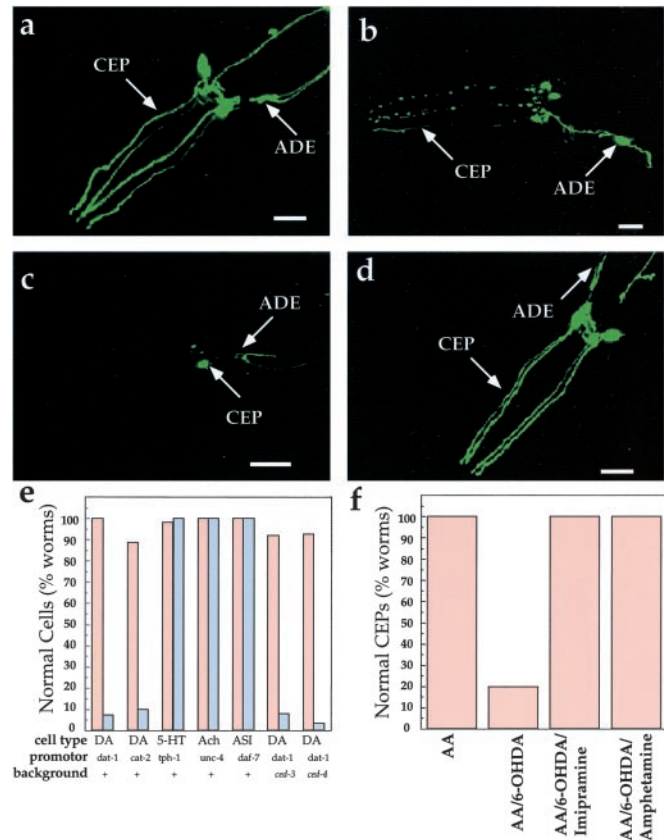 a
CEP
ADE
b
CEP
ADE
c
ADE
CEP
d
ADE
CEP
e
Normal Cells (% worms)
100
90
80
70
60
50
40
30
20
10
0
cell type DA DA 5-HT Ach ASI DA DA
promotor dat-1 cat-2 tph-1 unc-4 daf-7 dat-1 dat-1
background + + + + + ced-3 ced-4
f
Normal CEPs (% worms)
100
90
80
70
60
50
40
30
20
10
0
AA
AA/6-OHDA
AA/6-OHDA/
Imipramine
AA/6-OHDA/
Amphetamine